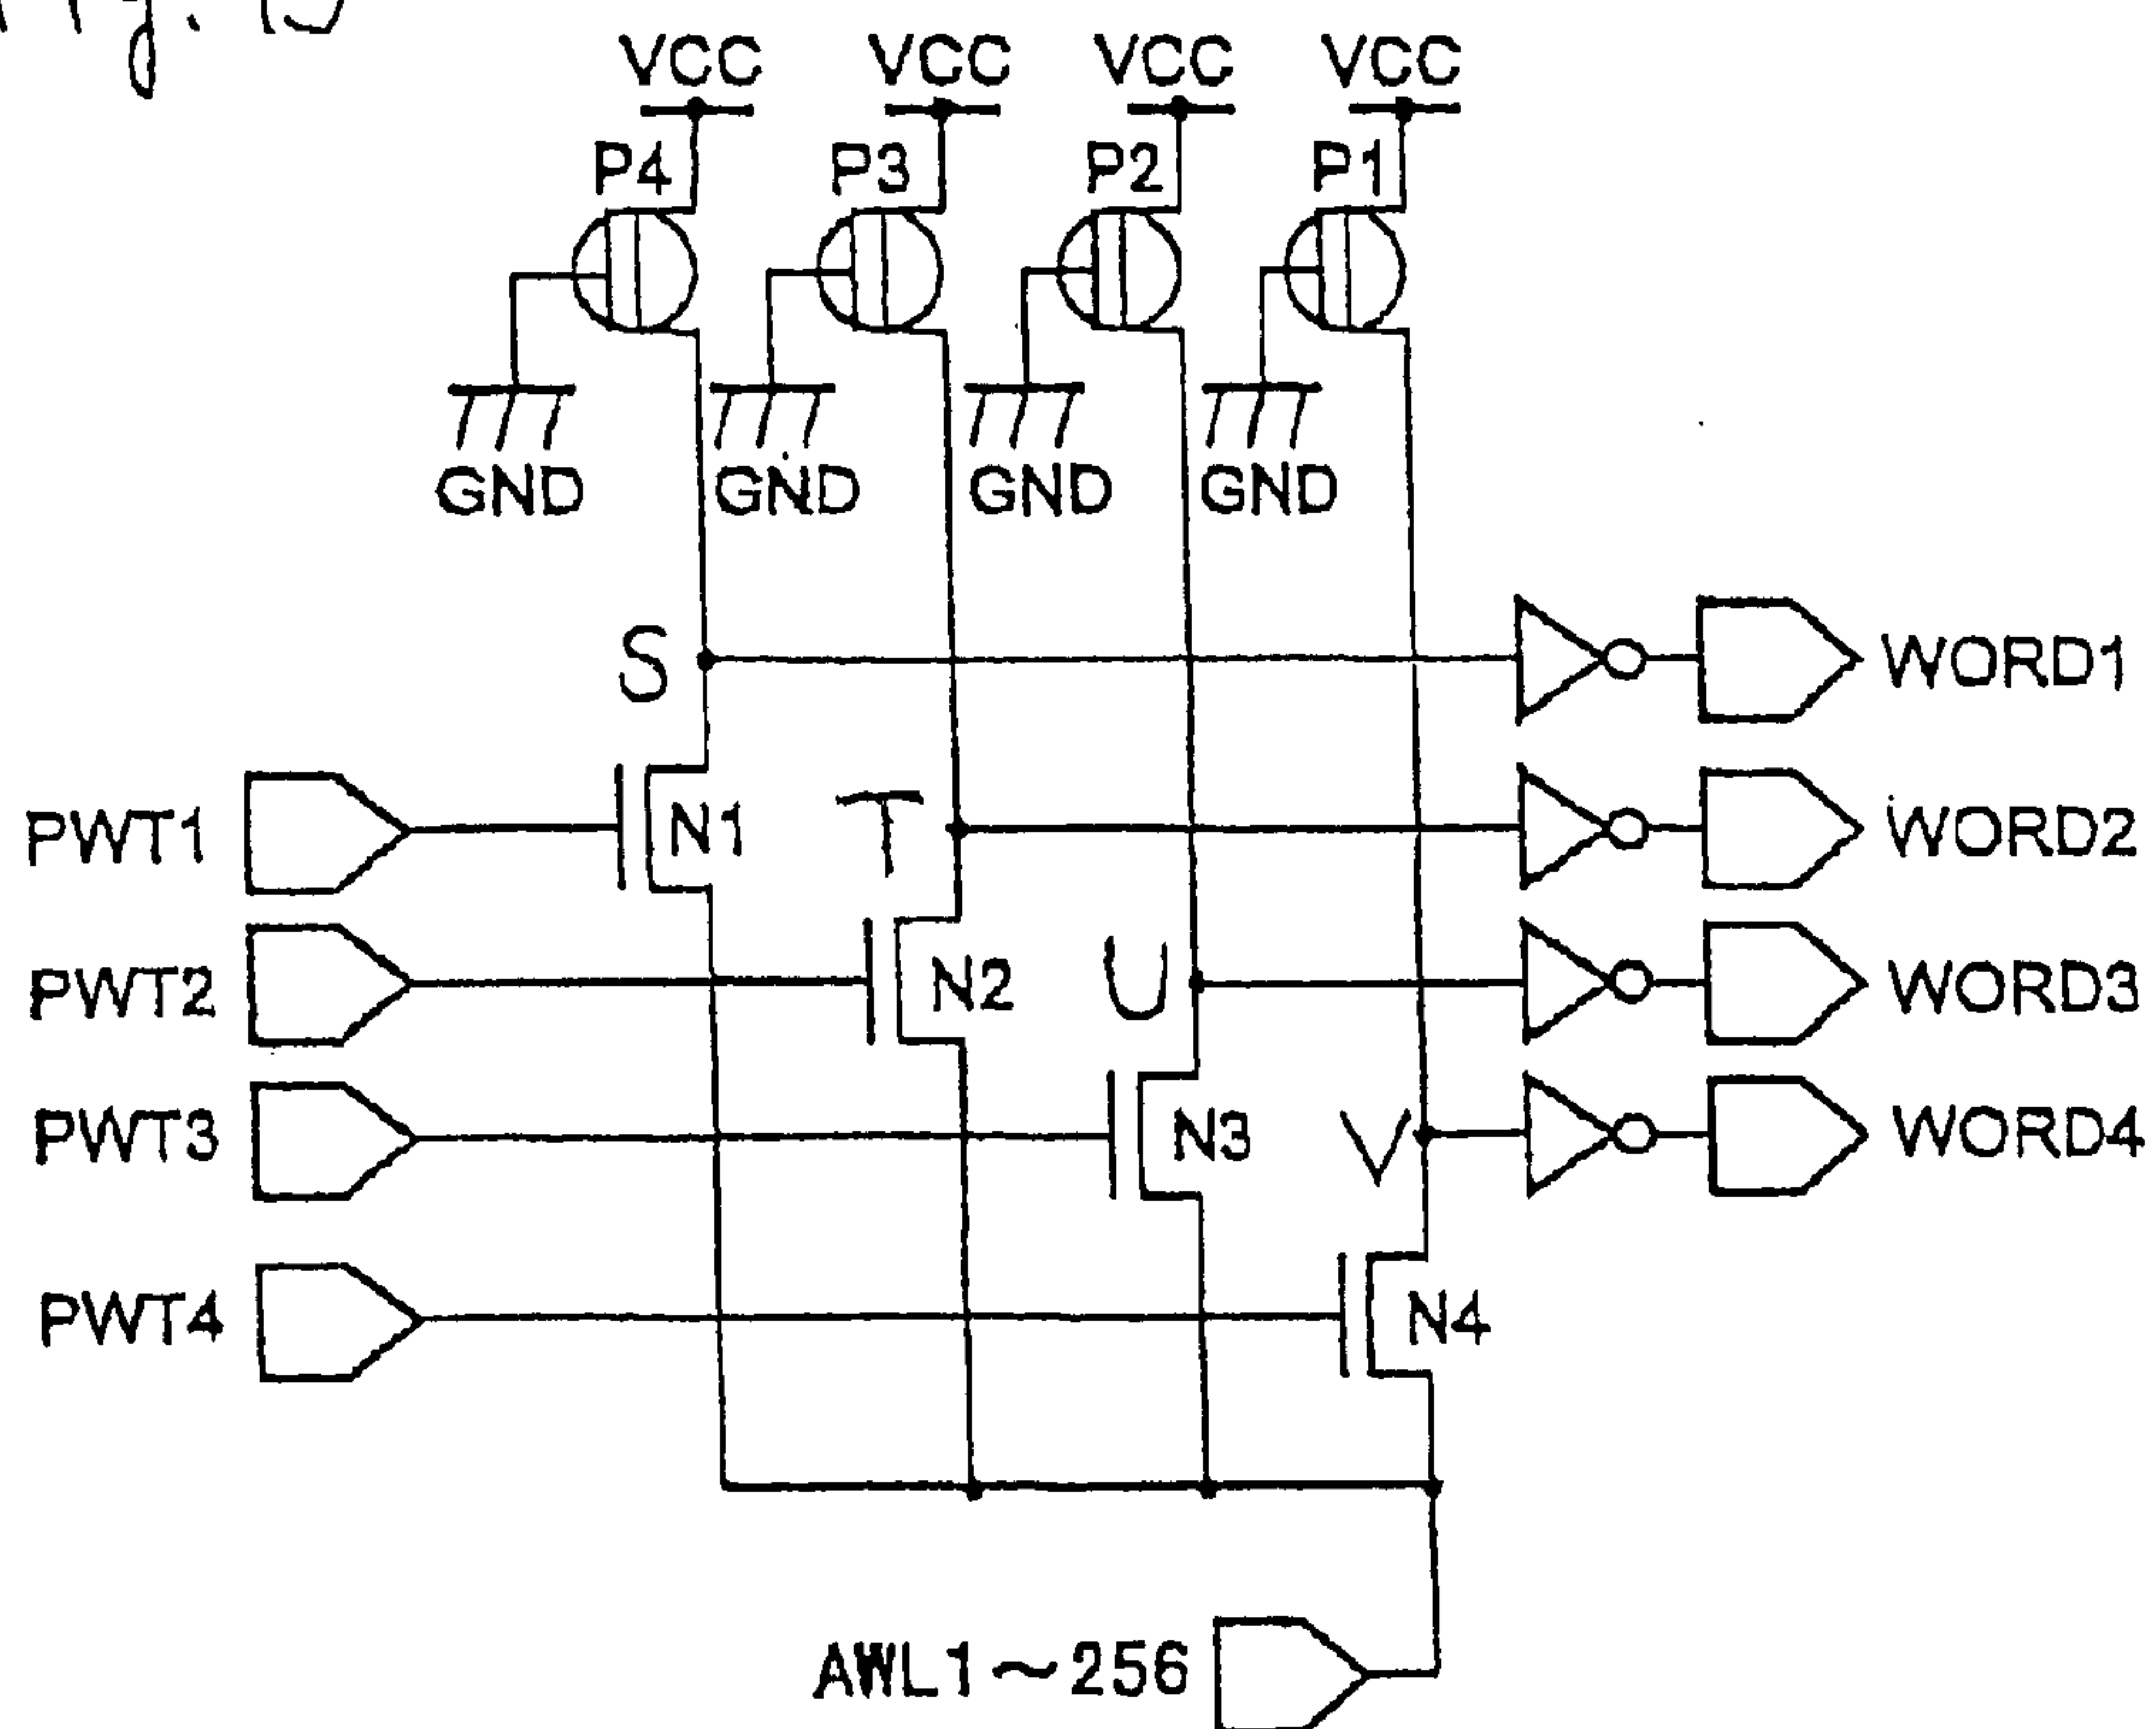 VCC VCC VCC VCC
P4 P3 P2 P1
GND GND GND GND
S WORD1
PWT1 N1 T WORD2
PWT2 N2 U WORD3
PWT3 N3 V WORD4
PWT4 N4
AWL1～256